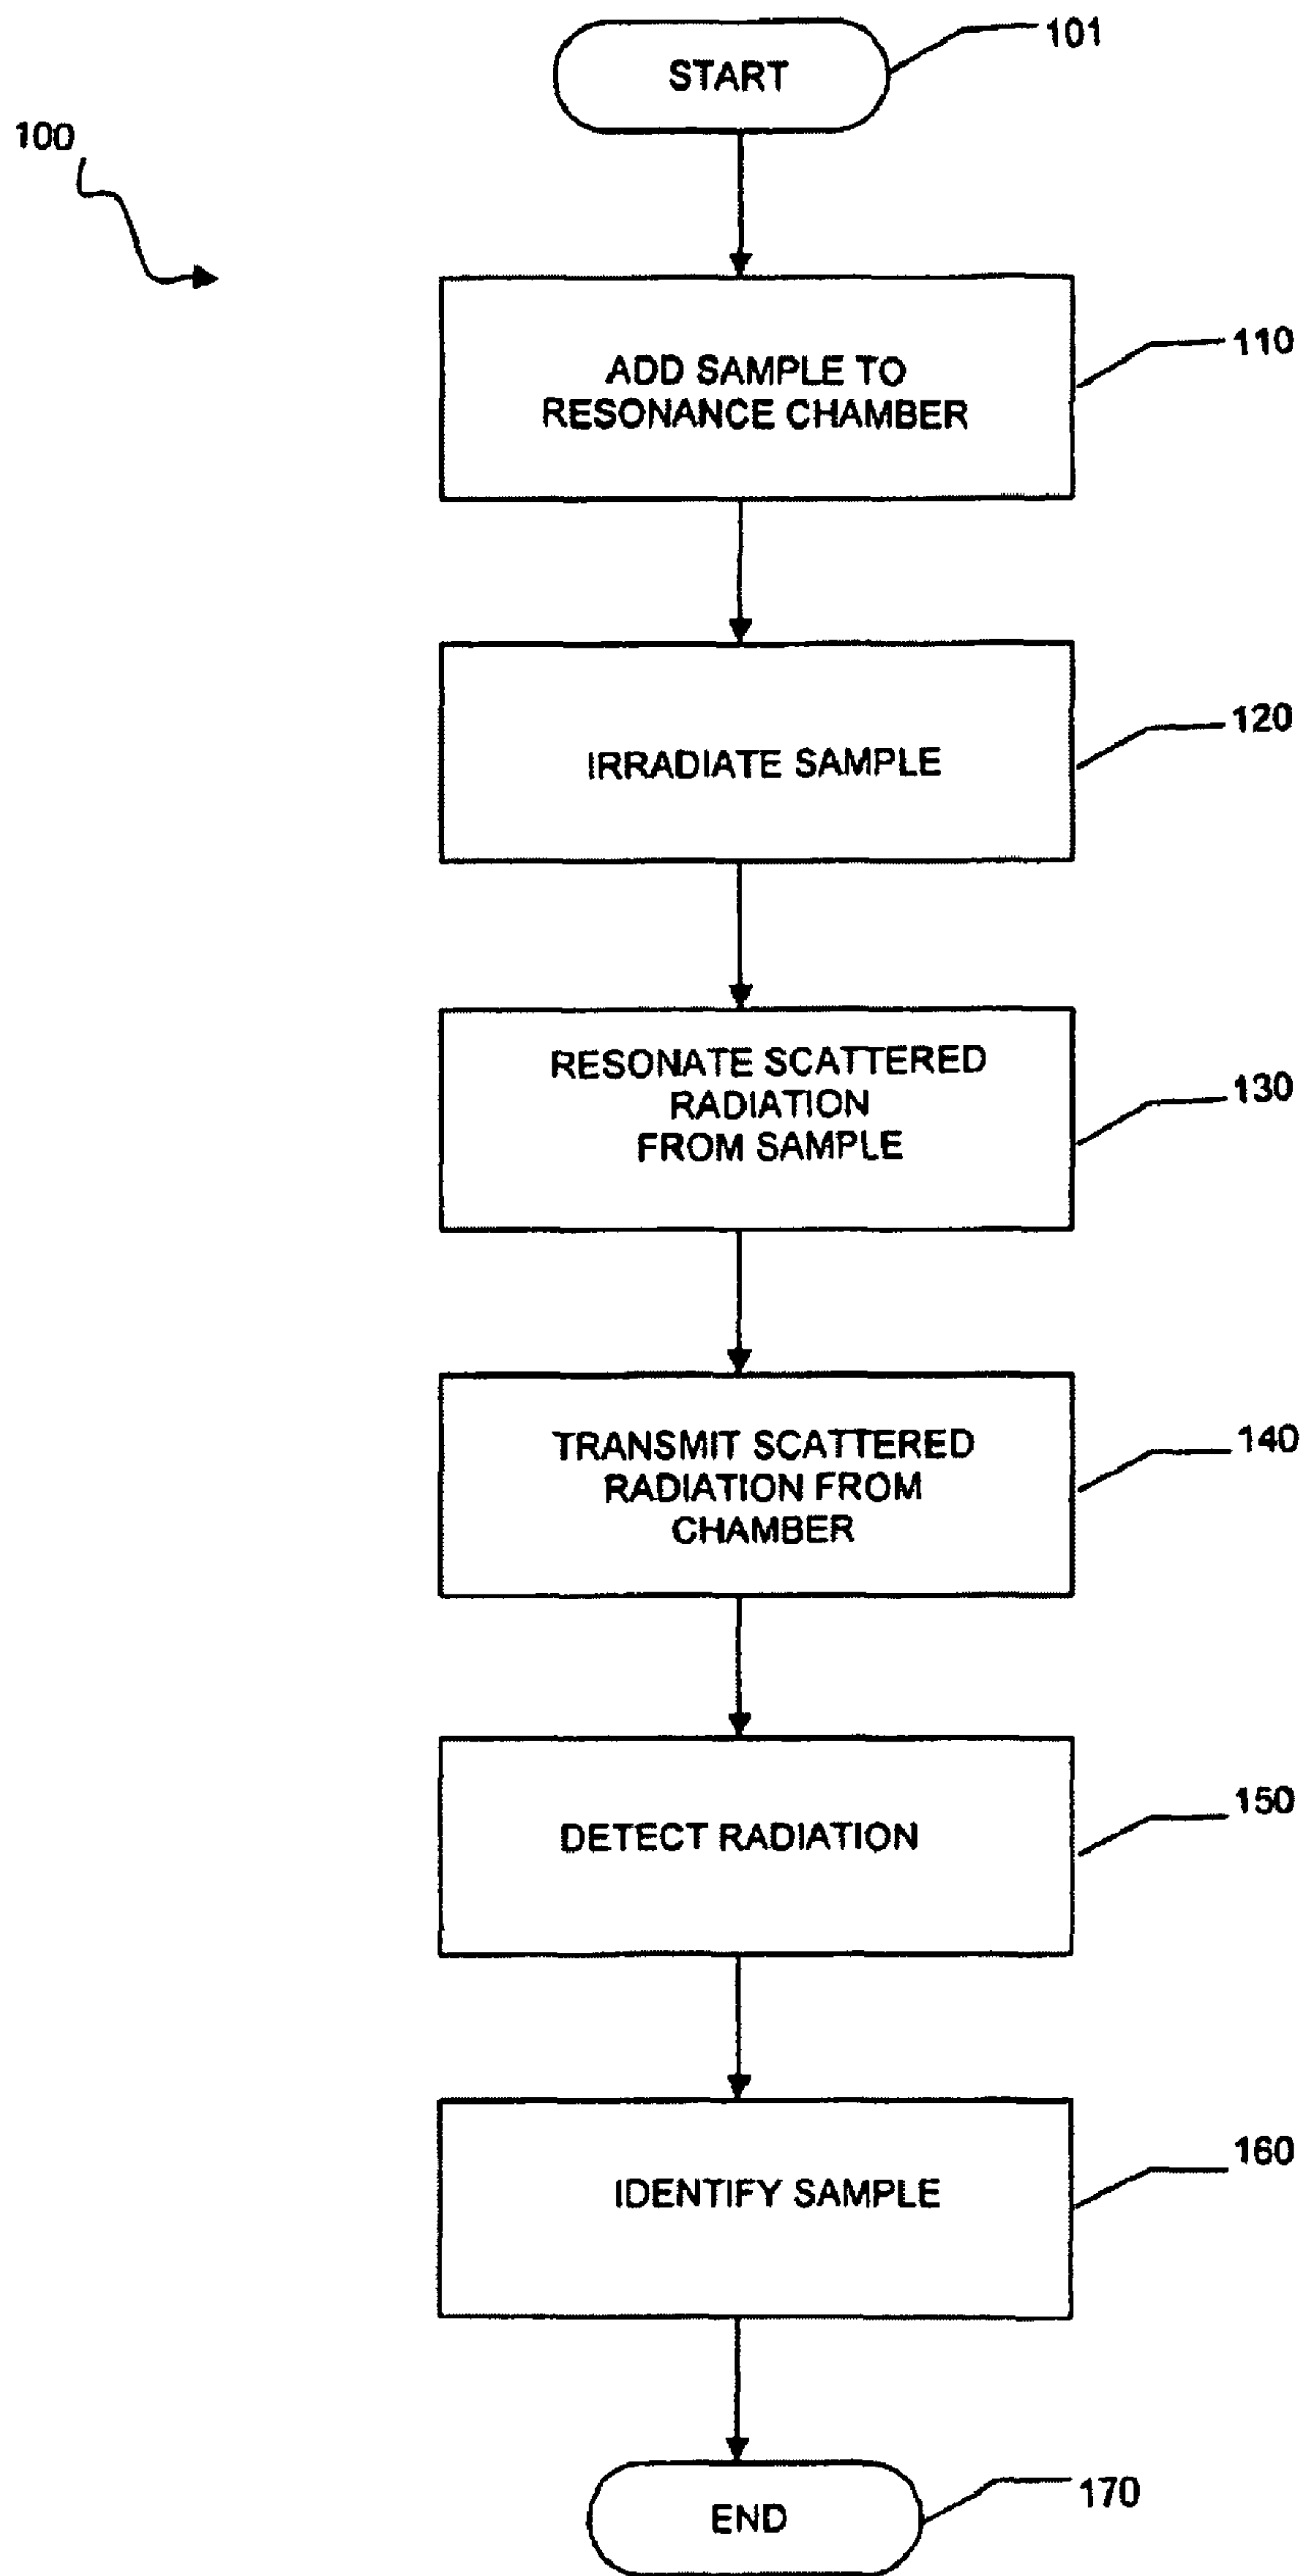 101
START
100
110
ADD SAMPLE TO
RESONANCE CHAMBER
120
IRRADIATE SAMPLE
130
RESONATE SCATTERED
RADIATION
FROM SAMPLE
140
TRANSMIT SCATTERED
RADIATION FROM
CHAMBER
150
DETECT RADIATION
160
IDENTIFY SAMPLE
170
END